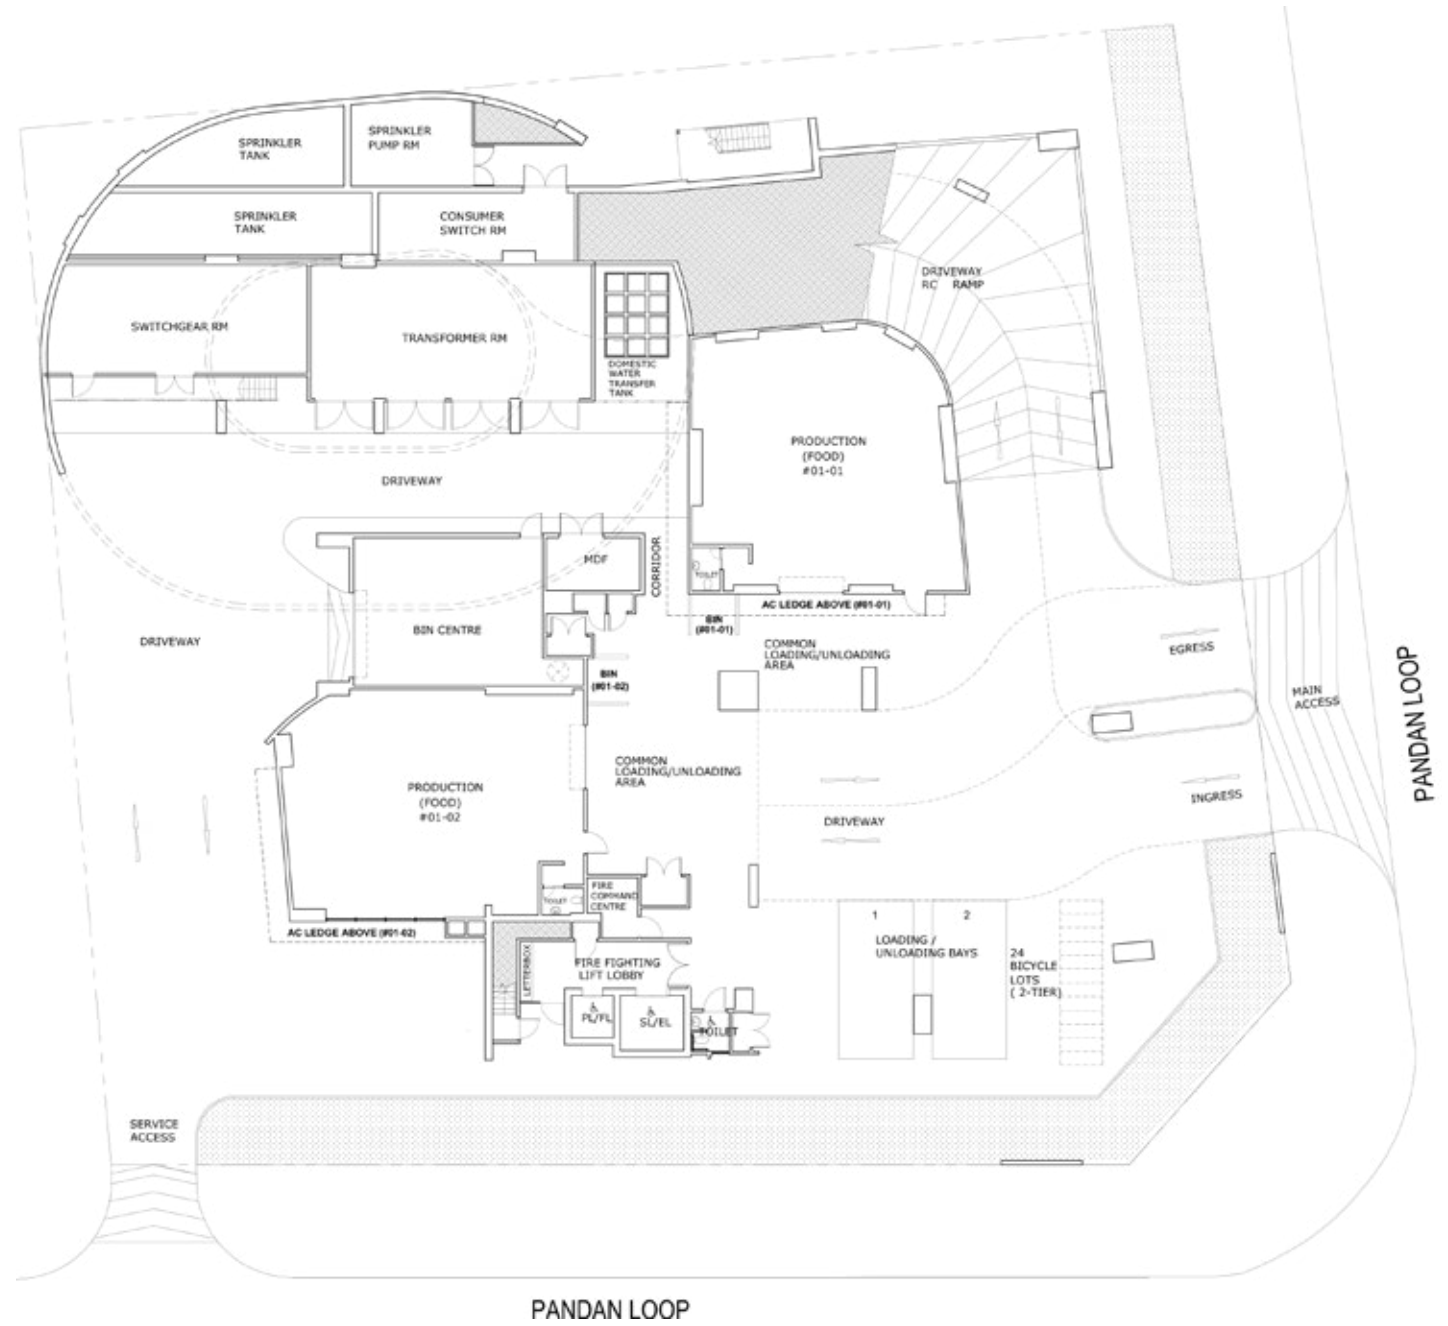 SPRINKLER
TANK
SPRINKLER
PUMP RM
SPRINKLER
TANK
CONSUMER
SWITCH RM
SWITCHGEAR RM
TRANSFORMER RM
DOMESTIC
WATER
TRANSFER
TANK
DRIVEWAY
RC RAMP
PRODUCTION
(FOOD)
#01-01
DRIVEWAY
MDF
CORRIDOR
TOILET
AC LEDGE ABOVE (#01-01)
BIN
(#01-01)
BIN CENTRE
DRIVEWAY
COMMON
LOADING/UNLOADING
AREA
EGRESS
BIN
(#01-02)
MAIN
ACCESS
PANDAN LOOP
COMMON
LOADING/UNLOADING
AREA
PRODUCTION
(FOOD)
#01-02
INGRESS
DRIVEWAY
TOILET
FIRE
COMMAND
CENTRE
AC LEDGE ABOVE (#01-02)
1
2
LOADING /
UNLOADING BAYS
24
BICYCLE
LOTS
( 2-TIER)
LETTERBOX
FIRE FIGHTING
LIFT LOBBY
PL/FL
SL/EL
TOILET
SERVICE
ACCESS
PANDAN LOOP